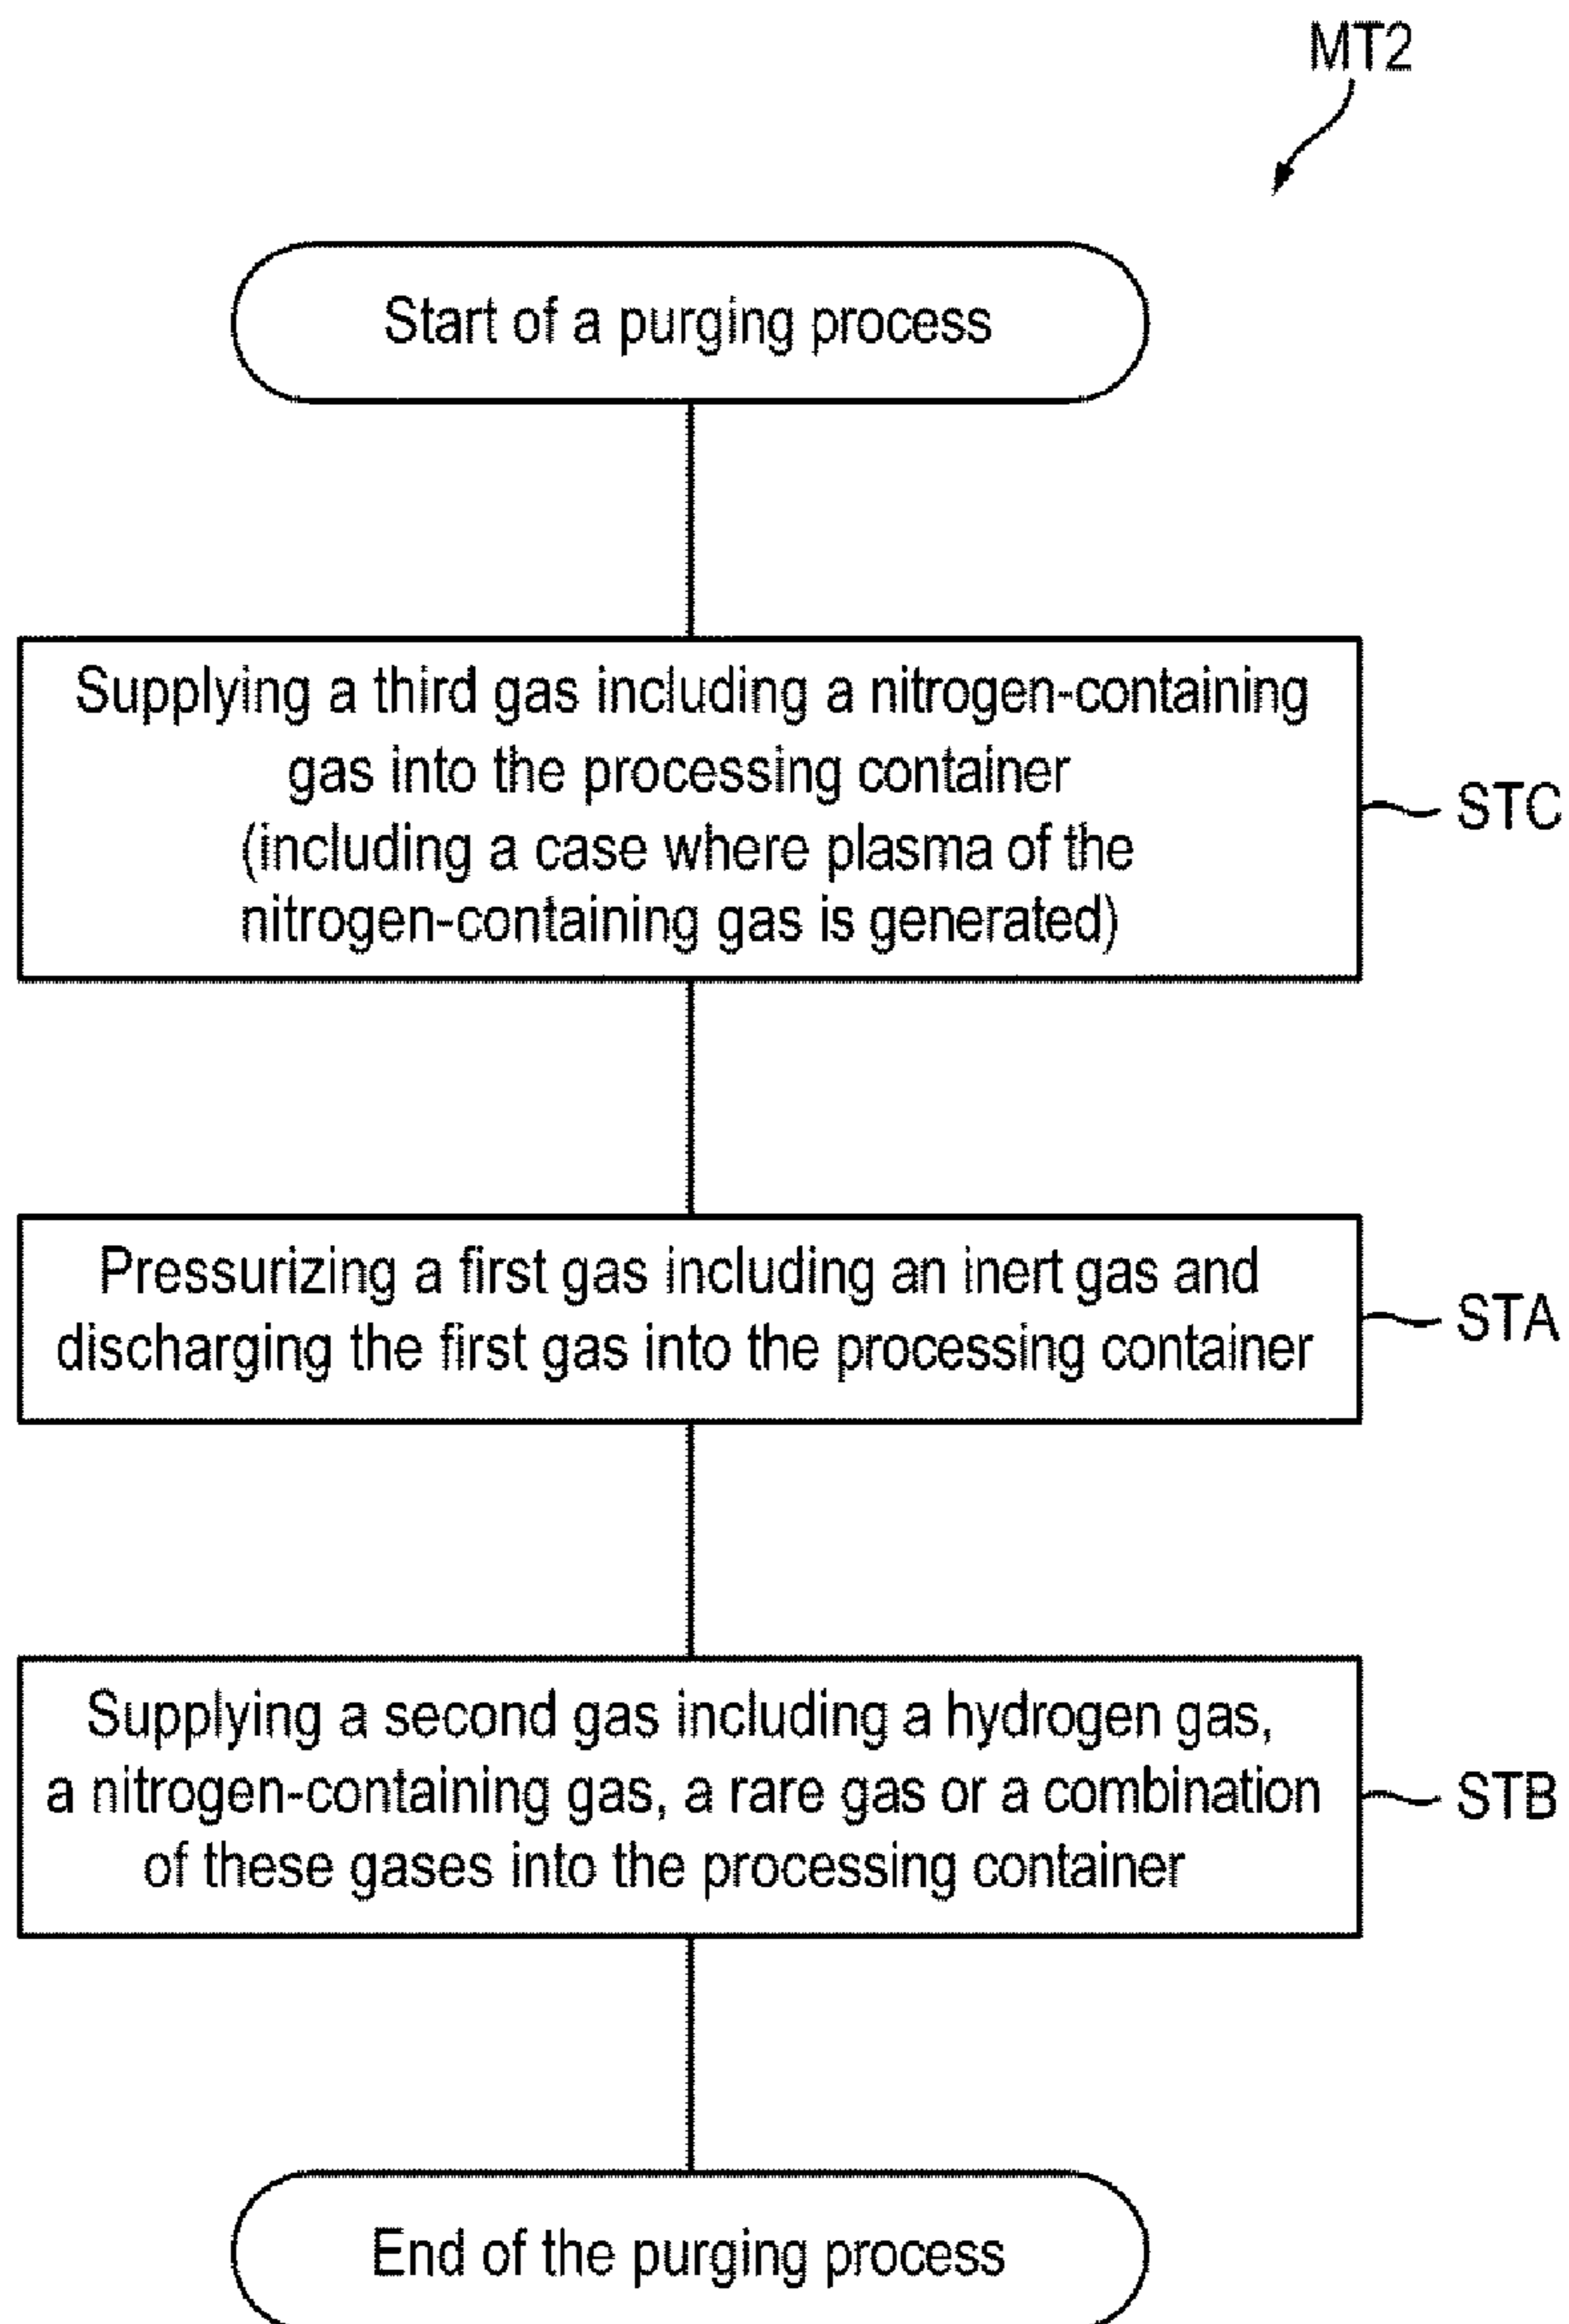 MT2
Start of a purging process
Supplying a third gas including a nitrogen-containing
gas into the processing container
(including a case where plasma of the
nitrogen-containing gas is generated)
STC
Pressurizing a first gas including an inert gas and
discharging the first gas into the processing container
STA
Supplying a second gas including a hydrogen gas,
a nitrogen-containing gas, a rare gas or a combination
of these gases into the processing container
STB
End of the purging process